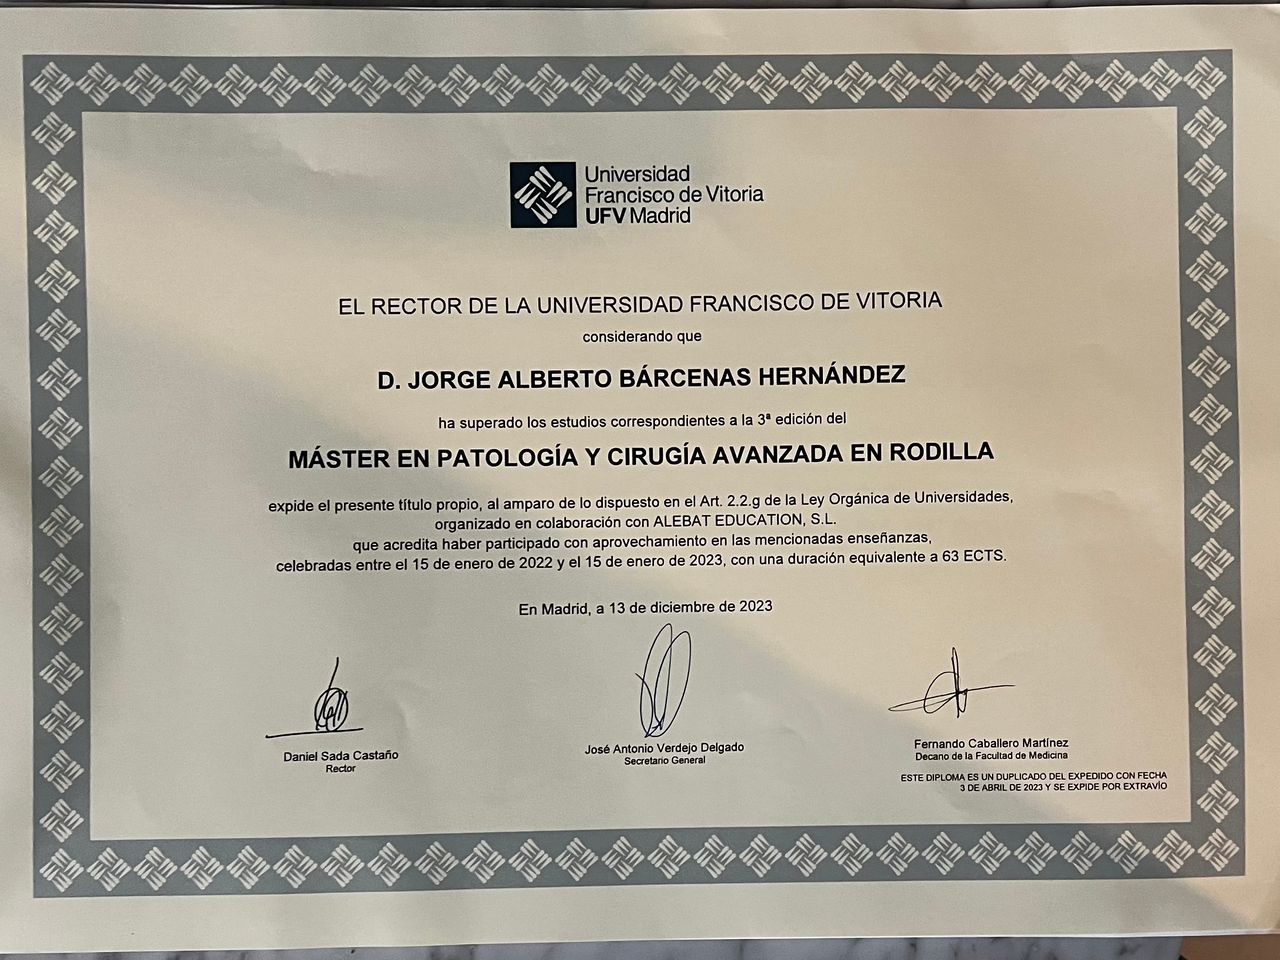 Universidad
Francisco de Vitoria
UFV Madrid
EL RECTOR DE LA UNIVERSIDAD FRANCISCO DE VITORIA
considerando que
D. JORGE ALBERTO BÁRCENAS HERNÁNDEZ
ha superado los estudios correspondientes a la 3ª edición del
MÁSTER EN PATOLOGÍA Y CIRUGÍA AVANZADA EN RODILLA
expide el presente título propio, al amparo de lo dispuesto en el Art. 2.2.g de la Ley Orgánica de Universidades,
organizado en colaboración con ALEBAT EDUCATION, S.L.
que acredita haber participado con aprovechamiento en las mencionadas enseñanzas,
celebradas entre el 15 de enero de 2022 y el 15 de enero de 2023, con una duración equivalente a 63 ECTS.
En Madrid, a 13 de diciembre de 2023
Daniel Sada Castaño
Rector
José Antonio Verdejo Delgado
Secretario General
Fernando Caballero Martínez
Decano de la Facultad de Medicina
ESTE DIPLOMA ES UN DUPLICADO DEL EXPEDIDO CON FECHA
3 DE ABRIL DE 2023 Y SE EXPIDE POR EXTRAVÍO